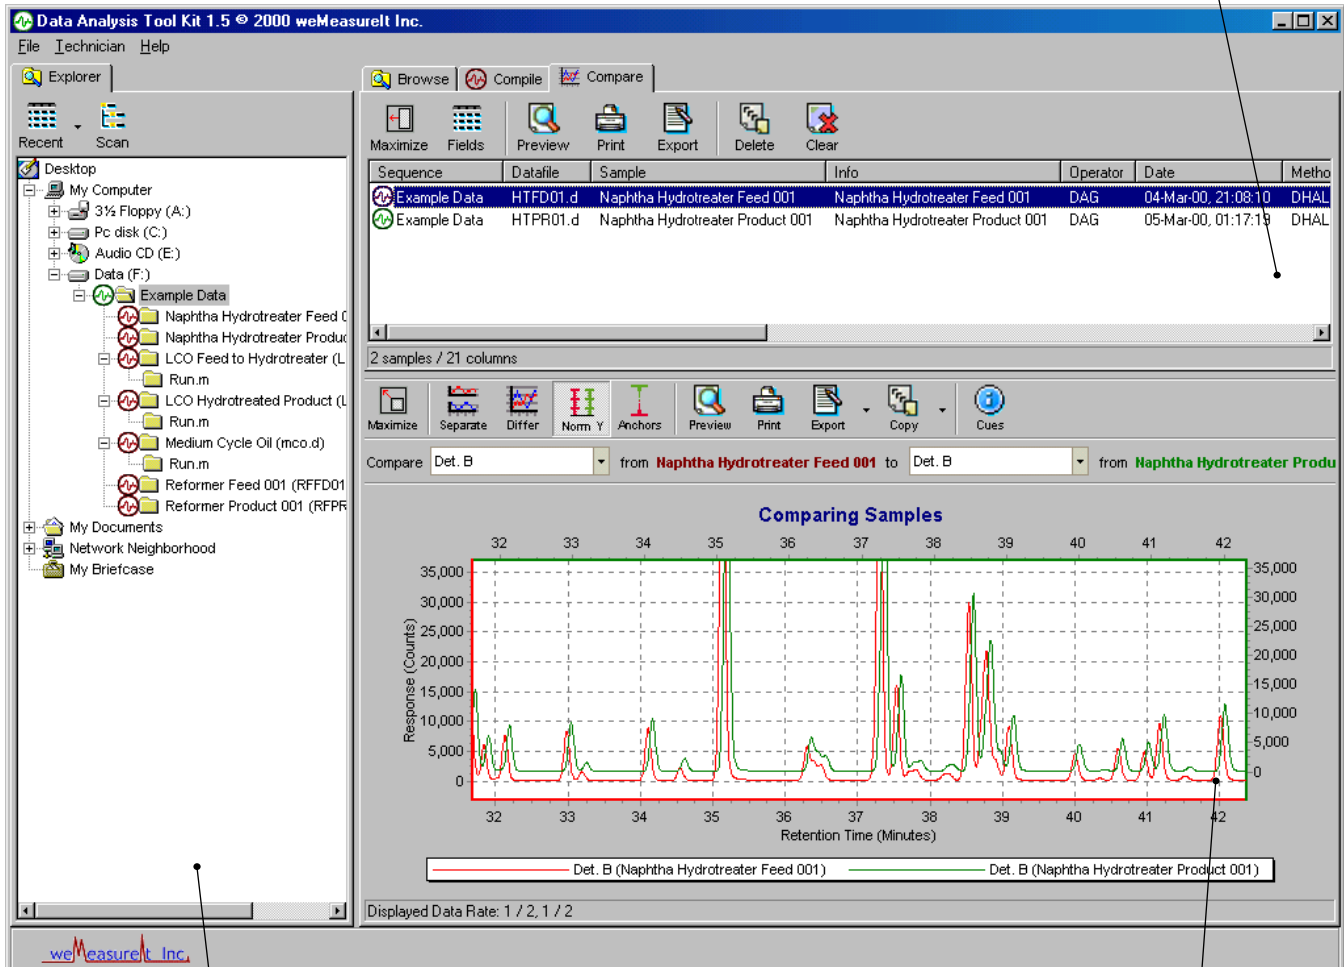 Data Analysis Tool Kit 1.5 © 2000 weMeasureIt Inc.
File Technician Help
Explorer
Browse Compile Compare
Recent Scan
Maximize Fields Preview Print Export Delete Clear
Desktop
My Computer
3½ Floppy (A:)
Pc disk (C:)
Audio CD (E:)
Data (F:)
Example Data
Naphtha Hydrotreater Feed 0
Naphtha Hydrotreater Produc
LCO Feed to Hydrotreater (L
Run.m
LCO Hydrotreated Product (L
Run.m
Medium Cycle Oil (mco.d)
Run.m
Reformer Feed 001 (RFFD01
Reformer Product 001 (RFPR
My Documents
Network Neighborhood
My Briefcase
Sequence Datafile Sample Info Operator Date Metho
Example Data HTFD01.d Naphtha Hydrotreater Feed 001 Naphtha Hydrotreater Feed 001 DAG 04-Mar-00, 21:08:10 DHAL
Example Data HTPR01.d Naphtha Hydrotreater Product 001 Naphtha Hydrotreater Product 001 DAG 05-Mar-00, 01:17:19 DHAL
2 samples / 21 columns
Maximize Separate Differ Norm Y Anchors Preview Print Export Copy Cues
Compare Det. B from Naphtha Hydrotreater Feed 001 to Det. B from Naphtha Hydrotreater Produ
Comparing Samples
32 33 34 35 36 37 38 39 40 41 42
35,000 35,000
30,000 30,000
25,000 25,000
20,000 20,000
15,000 15,000
10,000 10,000
5,000 5,000
0 0
Response (Counts)
32 33 34 35 36 37 38 39 40 41 42
Retention Time (Minutes)
Det. B (Naphtha Hydrotreater Feed 001) Det. B (Naphtha Hydrotreater Product 001)
Displayed Data Rate: 1 / 2, 1 / 2
weMeasureIt Inc.